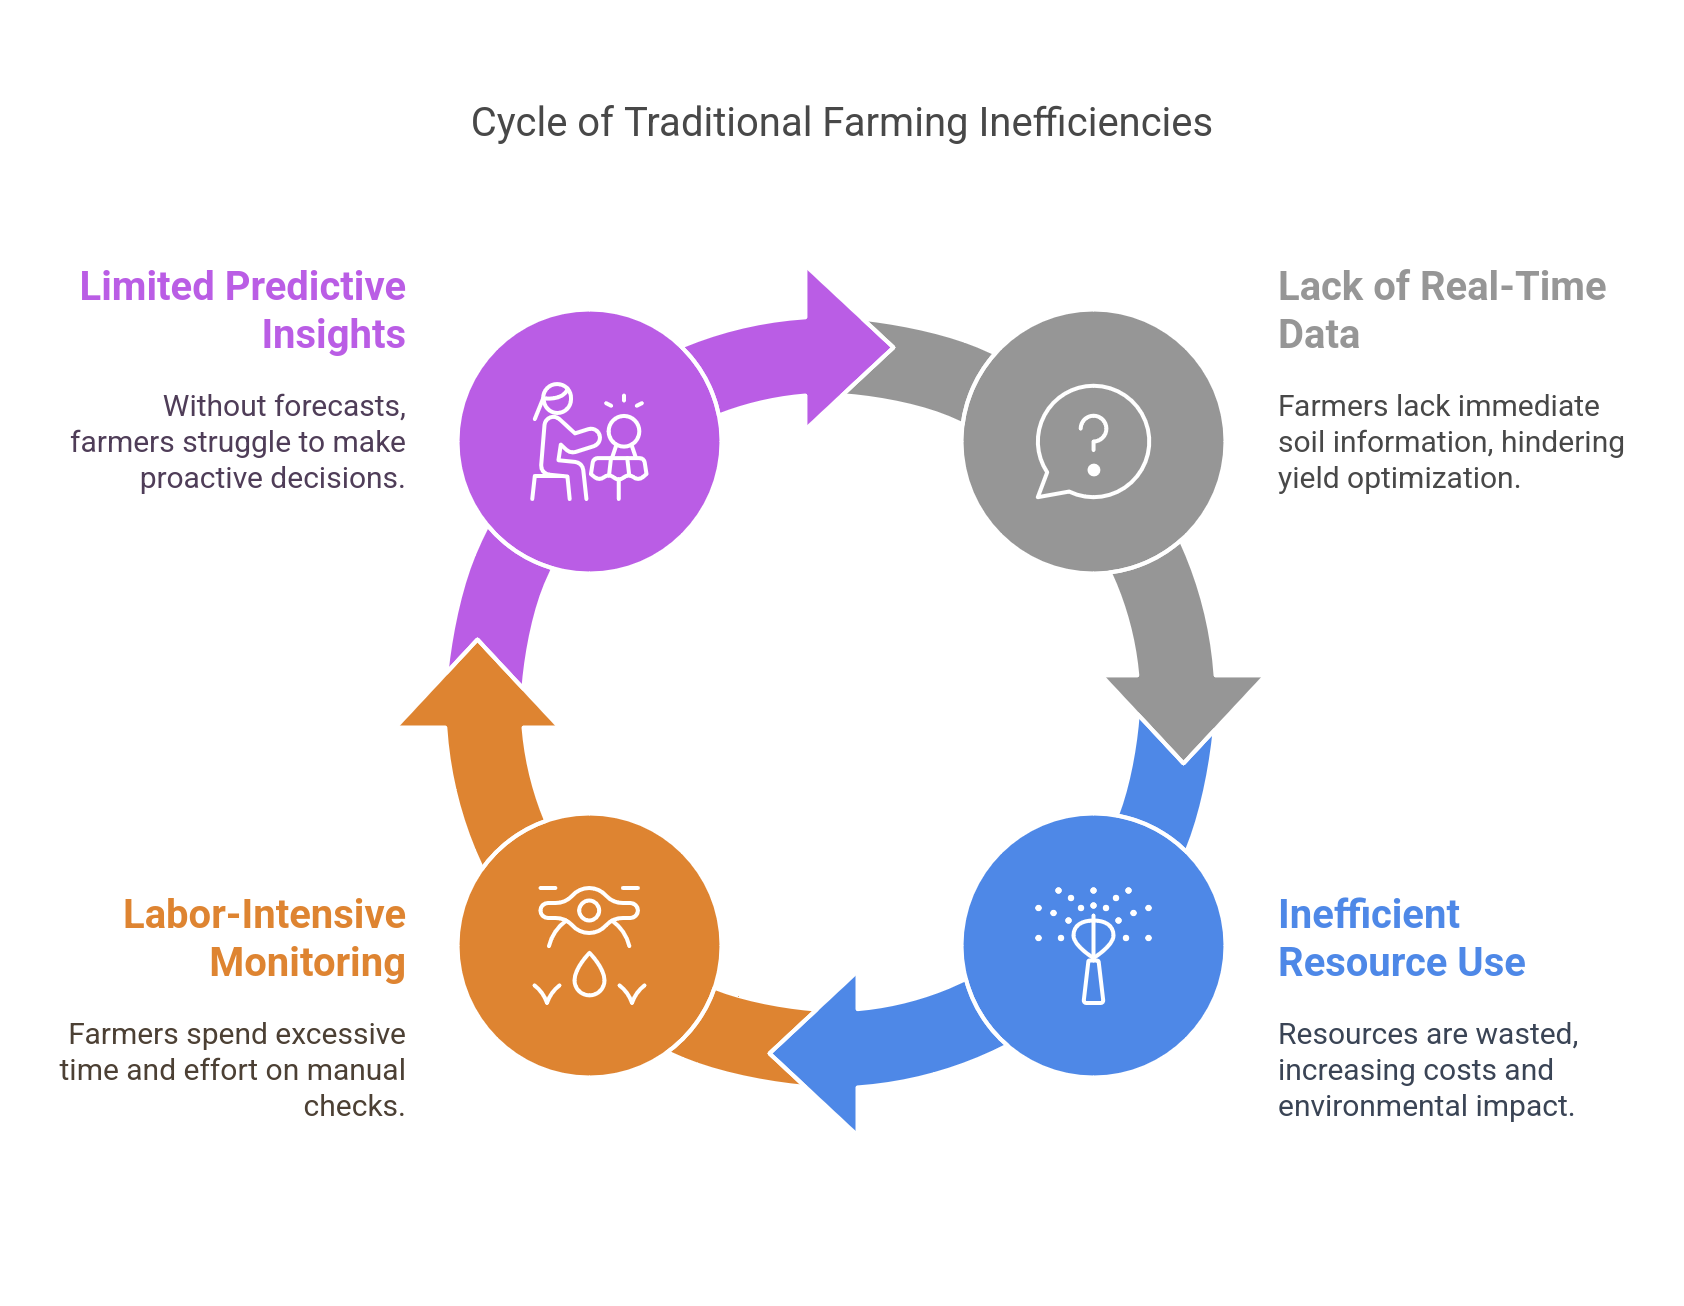 Cycle of Traditional Farming Inefficiencies
Limited Predictive
Insights
Without forecasts,
farmers struggle to make
proactive decisions.
Lack of Real-Time
Data
Farmers lack immediate
soil information, hindering
yield optimization.
?
Labor-Intensive
Monitoring
Farmers spend excessive
time and effort on manual
checks.
Inefficient
Resource Use
Resources are wasted,
increasing costs and
environmental impact.